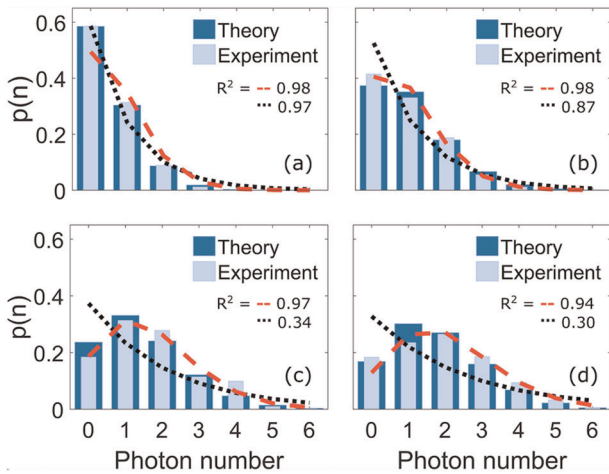 0.6
Theory
Experiment
0.4
R² = 0.98
0.97
p(n)
0.2
(a)
0
Theory
Experiment
R² = 0.98
0.87
(b)
0.6
Theory
Experiment
0.4
R² = 0.97
0.34
p(n)
0.2
(c)
0
0 1 2 3 4 5 6
Photon number
Theory
Experiment
R² = 0.94
0.30
(d)
0 1 2 3 4 5 6
Photon number